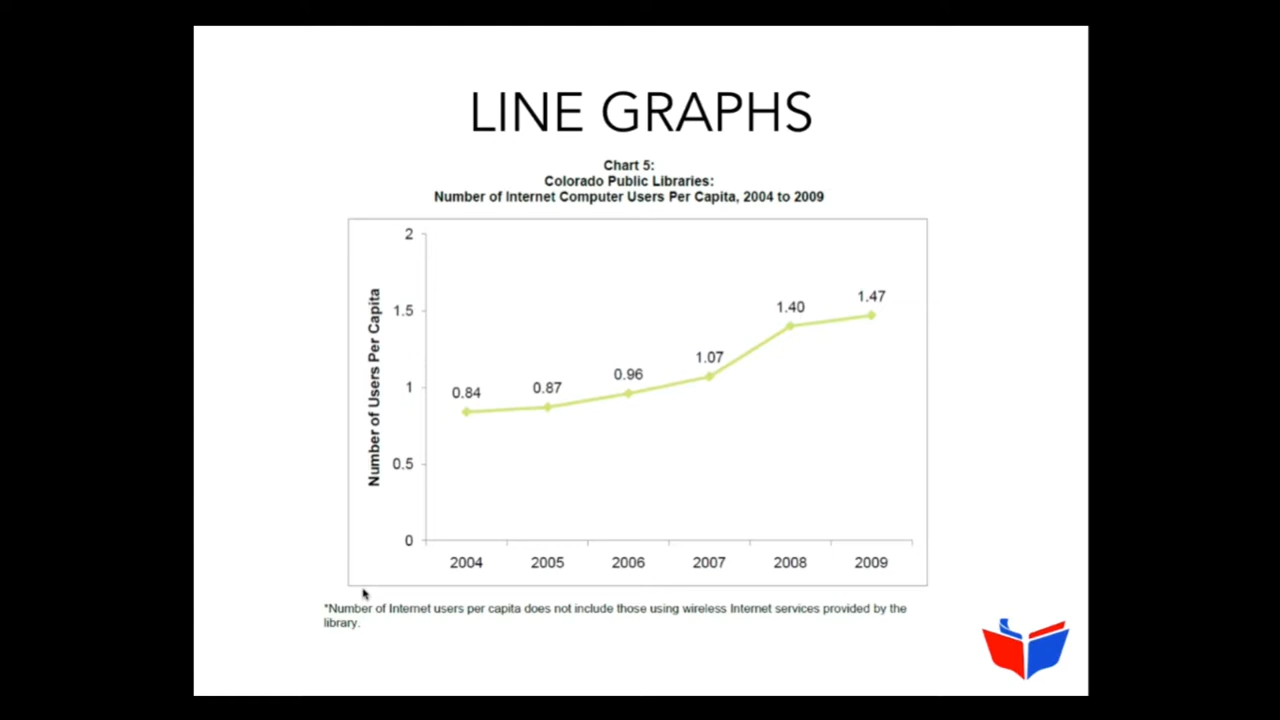 LINE GRAPHS
Chart 5:
Colorado Public Libraries:
Number of Internet Computer Users Per Capita, 2004 to 2009
Number of Users Per Capita
2
1.5
1
0.5
0
0.84
0.87
0.96
1.07
1.40
1.47
2004 2005 2006 2007 2008 2009
*Number of Internet users per capita does not include those using wireless Internet services provided by the
library.